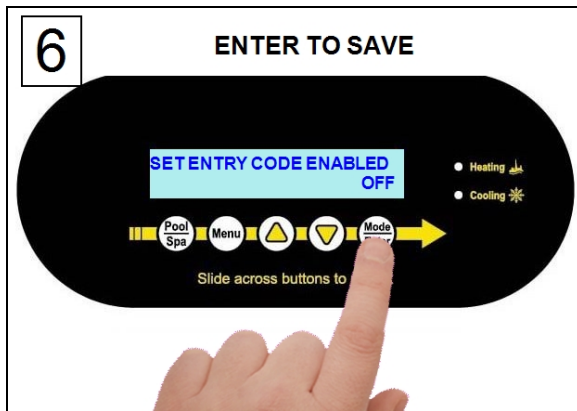 6
ENTER TO SAVE
SET ENTRY CODE ENABLED
OFF
Heating
Cooling
Pool
Spa
Menu
Mode
Slide across buttons to